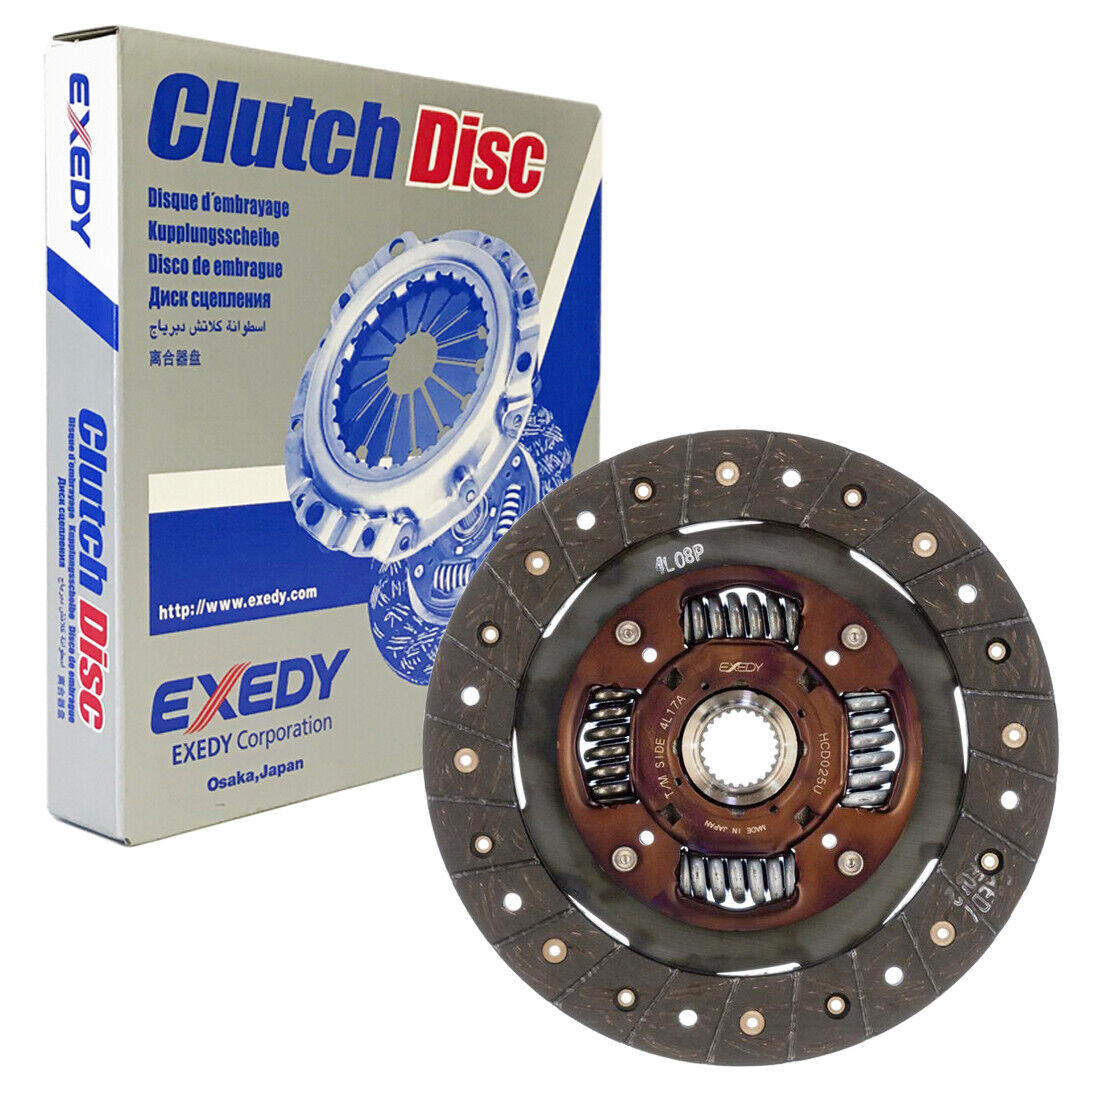 EXEDY
Clutch Disc
Disque d'embrayage
Kupplungsscheibe
Disco de embrague
Диск сцепления
اسطوانة كلاتش دبرياج
离合器盘
http://www.exedy.com
EXEDY
EXEDY Corporation
Osaka,Japan
Clutch Disc
Disque d'embrayage Kupplungsscheibe Disco de embrague
Диск сцепления اسطوانة كلاتش دبرياج 离合器盘
4L08P
EXEDY
T/M SIDE 4L17A
HCD025U
MADE IN JAPAN